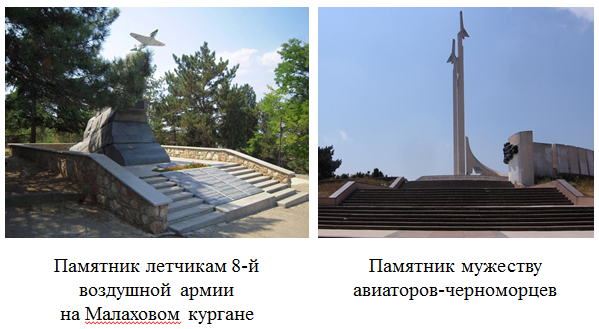 Памятник летчикам 8-й
воздушной армии
на Малаховом кургане
Памятник мужеству
авиаторов-черноморцев